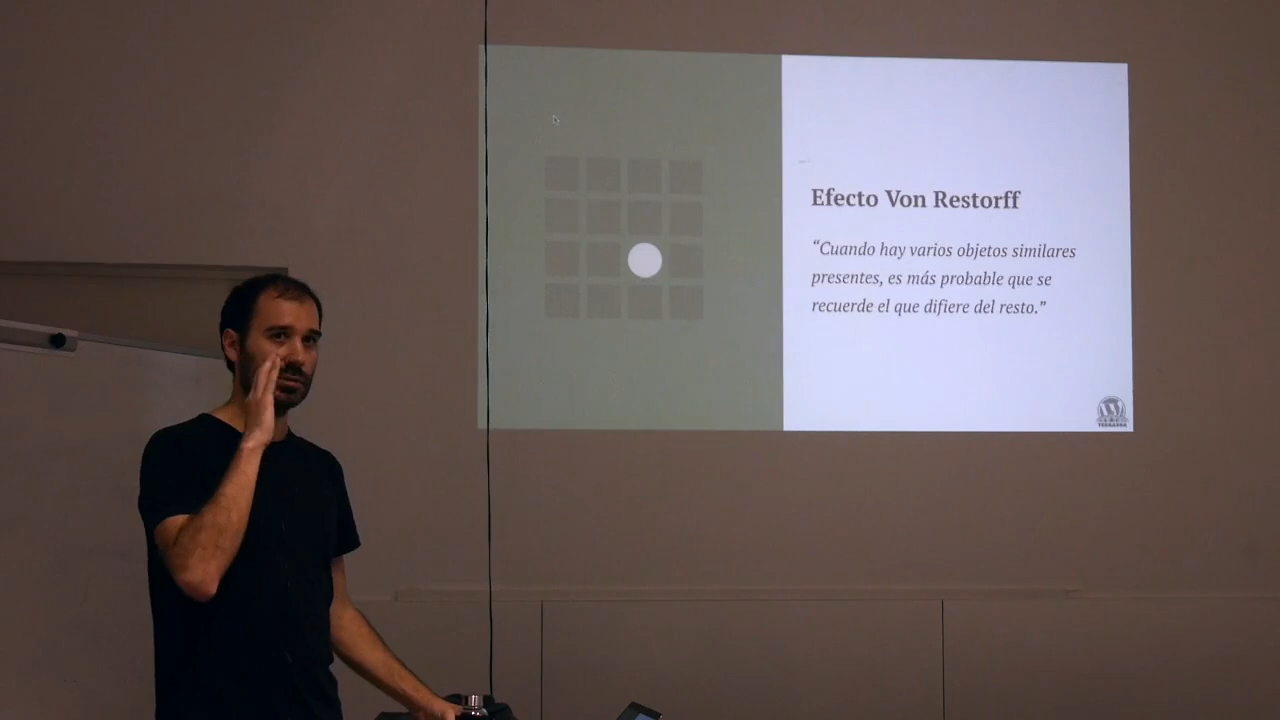 Efecto Von Restorff
“Cuando hay varios objetos similares
presentes, es más probable que se
recuerde el que difiere del resto.”
TERRASSA